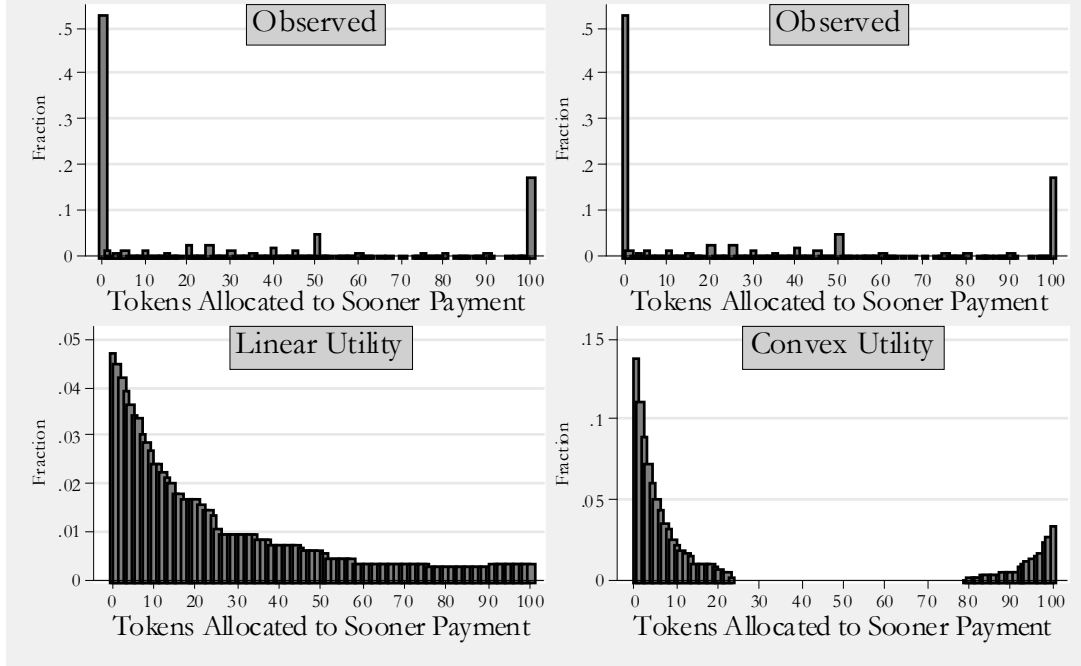 Observed
.5
.4
.3
.2
.1
0
Fraction
0 10 20 30 40 50 60 70 80 90 100
Tokens Allocated to Sooner Payment
Observed
.5
.4
.3
.2
.1
0
Fraction
0 10 20 30 40 50 60 70 80 90 100
Tokens Allocated to Sooner Payment
Linear Utility
.05
.04
.03
.02
.01
0
Fraction
0 10 20 30 40 50 60 70 80 90 100
Tokens Allocated to Sooner Payment
Convex Utility
.15
.1
.05
0
Fraction
0 10 20 30 40 50 60 70 80 90 100
Tokens Allocated to Sooner Payment